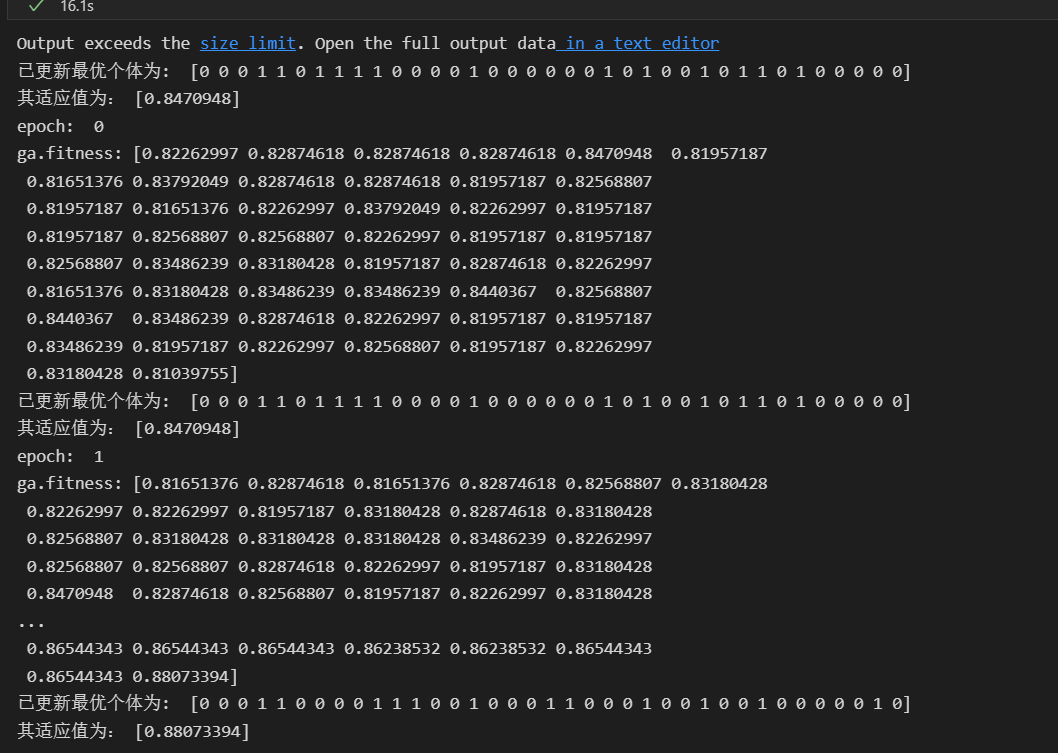 16.1s
Output exceeds the size limit. Open the full output data in a text editor
已更新最优个体为: [0 0 0 1 1 0 1 1 1 1 0 0 0 0 1 0 0 0 0 0 0 1 0 1 0 0 1 0 1 1 0 1 0 0 0 0 0]
其适应值为: [0.8470948]
epoch: 0
ga.fitness: [0.82262997 0.82874618 0.82874618 0.82874618 0.8470948 0.81957187
0.81651376 0.83792049 0.82874618 0.82874618 0.81957187 0.82568807
0.81957187 0.81651376 0.82262997 0.83792049 0.82262997 0.81957187
0.81957187 0.82568807 0.82568807 0.82262997 0.81957187 0.81957187
0.82568807 0.83486239 0.83180428 0.81957187 0.82874618 0.82262997
0.81651376 0.83180428 0.83486239 0.83486239 0.8440367 0.82568807
0.8440367 0.83486239 0.82874618 0.82262997 0.81957187 0.81957187
0.83486239 0.81957187 0.82262997 0.82568807 0.81957187 0.82262997
0.83180428 0.81039755]
已更新最优个体为: [0 0 0 1 1 0 1 1 1 1 0 0 0 0 1 0 0 0 0 0 0 1 0 1 0 0 1 0 1 1 0 1 0 0 0 0 0]
其适应值为: [0.8470948]
epoch: 1
ga.fitness: [0.81651376 0.82874618 0.81651376 0.82874618 0.82568807 0.83180428
0.82262997 0.82262997 0.81957187 0.83180428 0.82874618 0.83180428
0.82568807 0.83180428 0.83180428 0.83180428 0.83486239 0.82262997
0.82568807 0.82568807 0.82874618 0.82262997 0.81957187 0.83180428
0.8470948 0.82874618 0.82568807 0.81957187 0.82262997 0.83180428
...
0.86544343 0.86544343 0.86544343 0.86238532 0.86238532 0.86544343
0.86544343 0.88073394]
已更新最优个体为: [0 0 0 1 1 0 0 0 0 1 1 1 0 0 1 0 0 0 1 1 0 0 0 1 0 0 1 0 0 1 0 0 0 0 0 1 0]
其适应值为: [0.88073394]